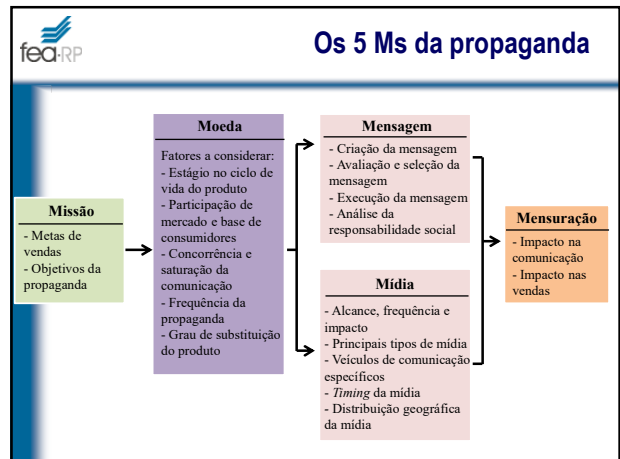 fea-RP
Os 5 Ms da propaganda
Missão
- Metas de
vendas
- Objetivos da
propaganda
Moeda
Fatores a considerar:
- Estágio no ciclo de
vida do produto
- Participação de
mercado e base de
consumidores
- Concorrência e
saturação da
comunicação
- Frequência da
propaganda
- Grau de substituição
do produto
Mensagem
- Criação da mensagem
- Avaliação e seleção da
mensagem
- Execução da mensagem
- Análise da
responsabilidade social
Mídia
- Alcance, frequência e
impacto
- Principais tipos de mídia
- Veículos de comunicação
específicos
- Timing da mídia
- Distribuição geográfica
da mídia
Mensuração
- Impacto na
comunicação
- Impacto nas
vendas